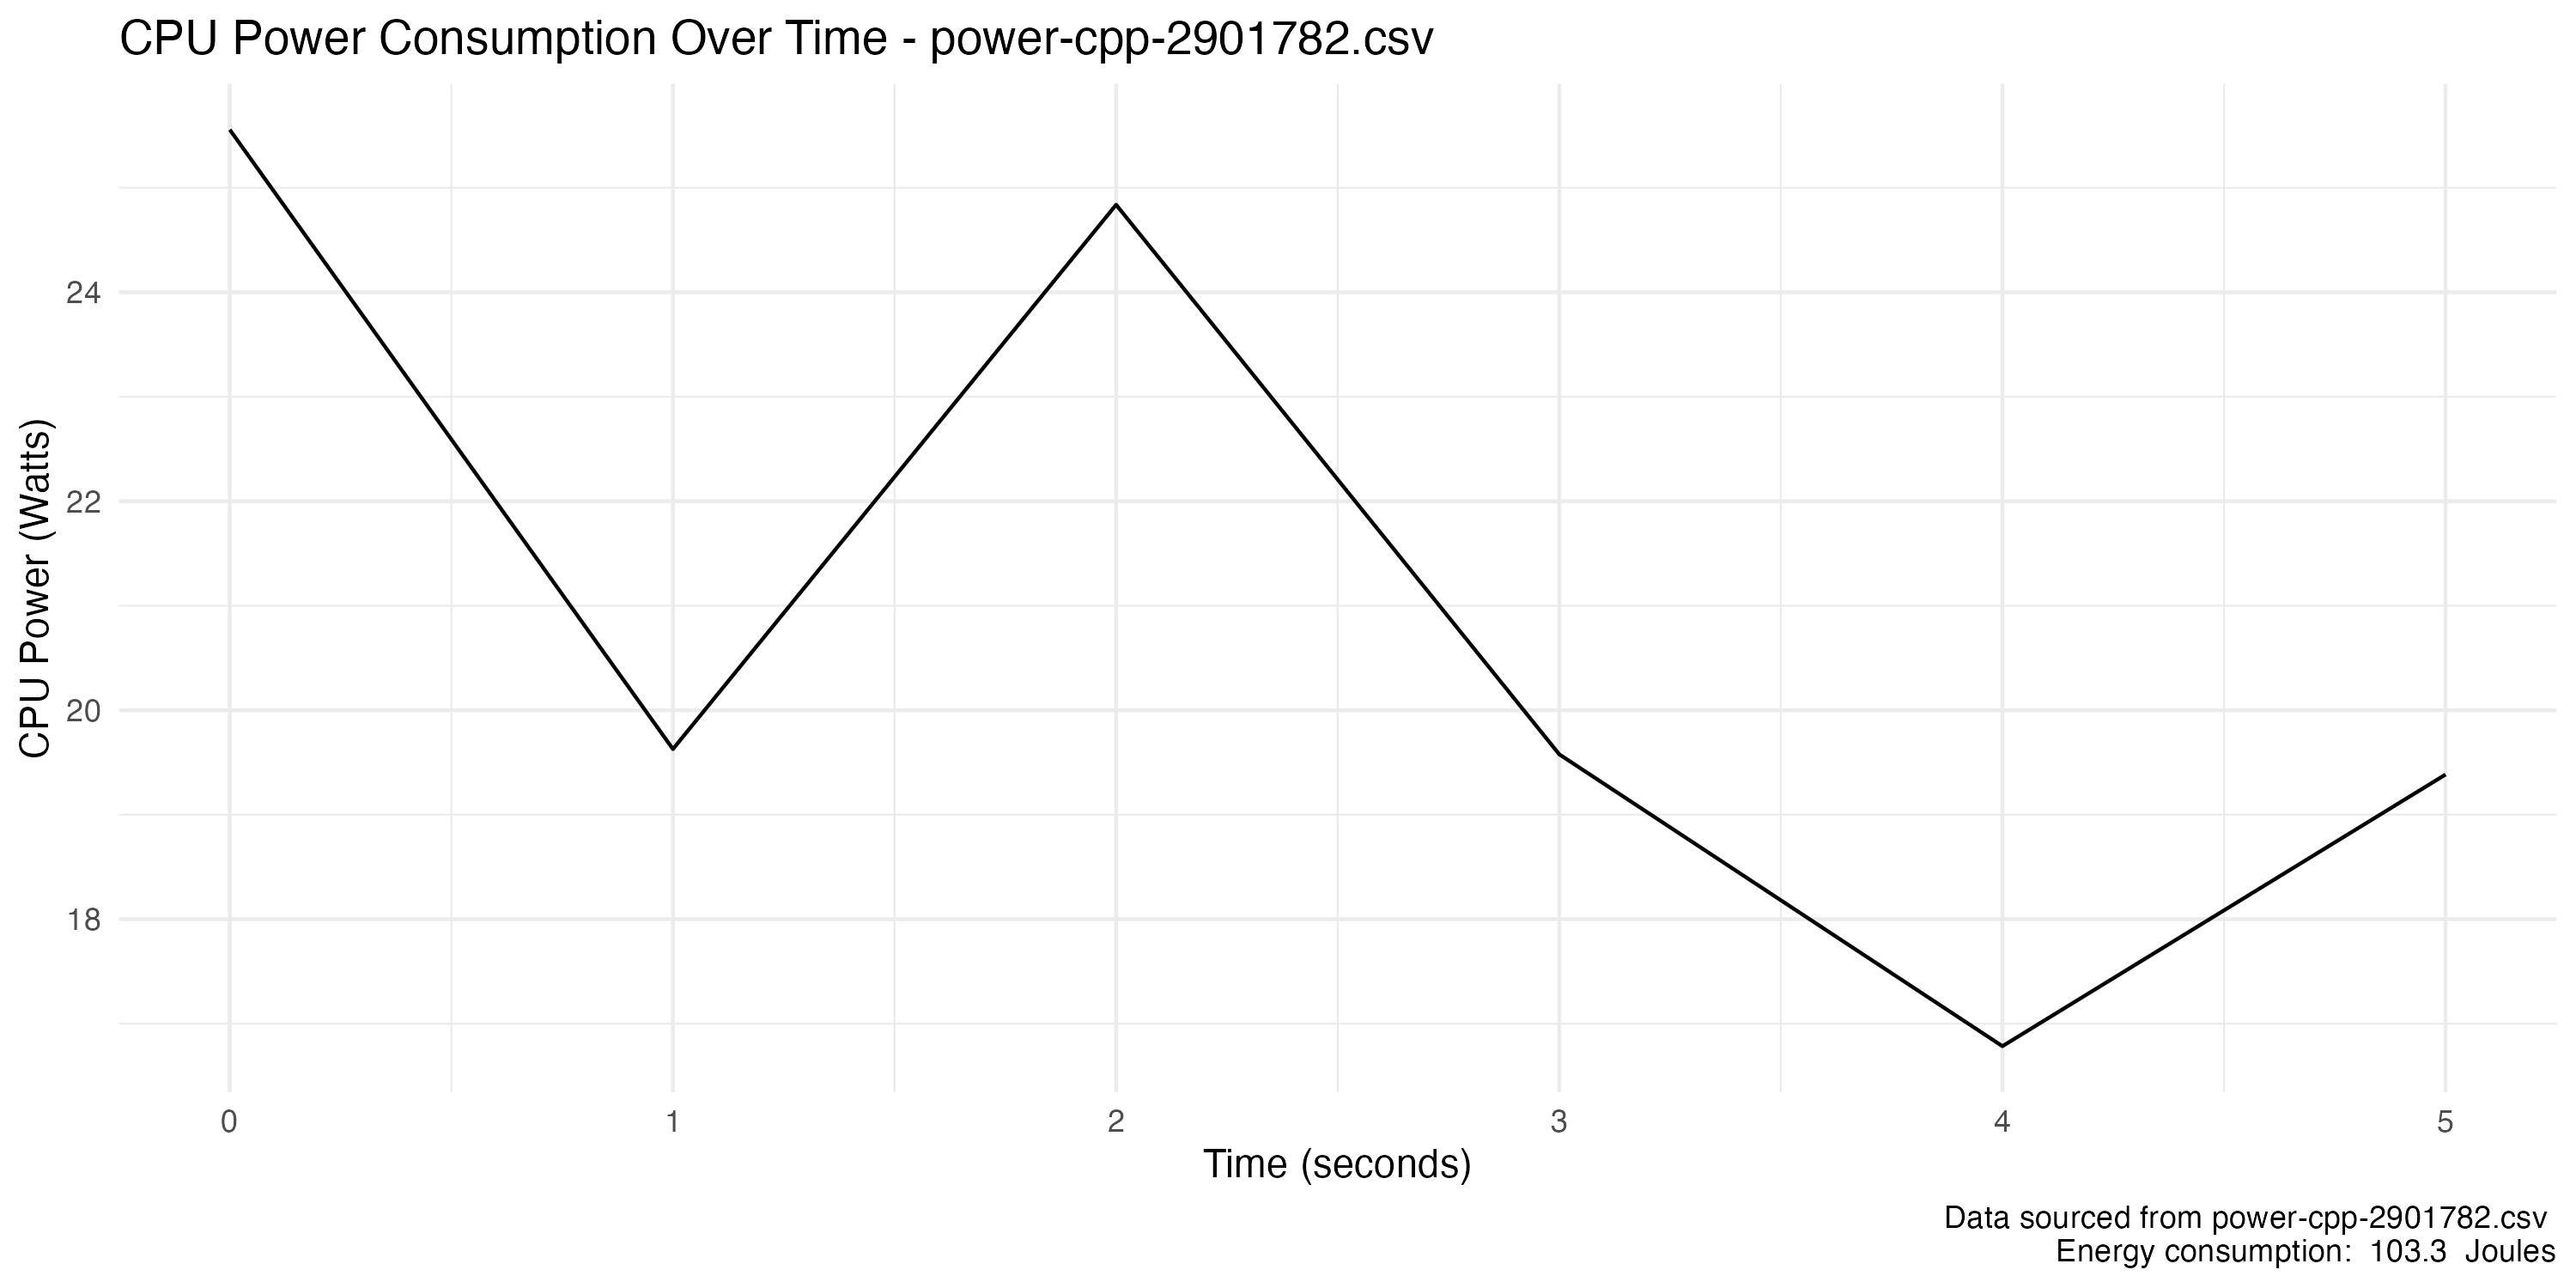 CPU Power Consumption Over Time - power-cpp-2901782.csv
CPU Power (Watts)
24
22
20
18
0 1 2 3 4 5
Time (seconds)
Data sourced from power-cpp-2901782.csv
Energy consumption: 103.3 Joules